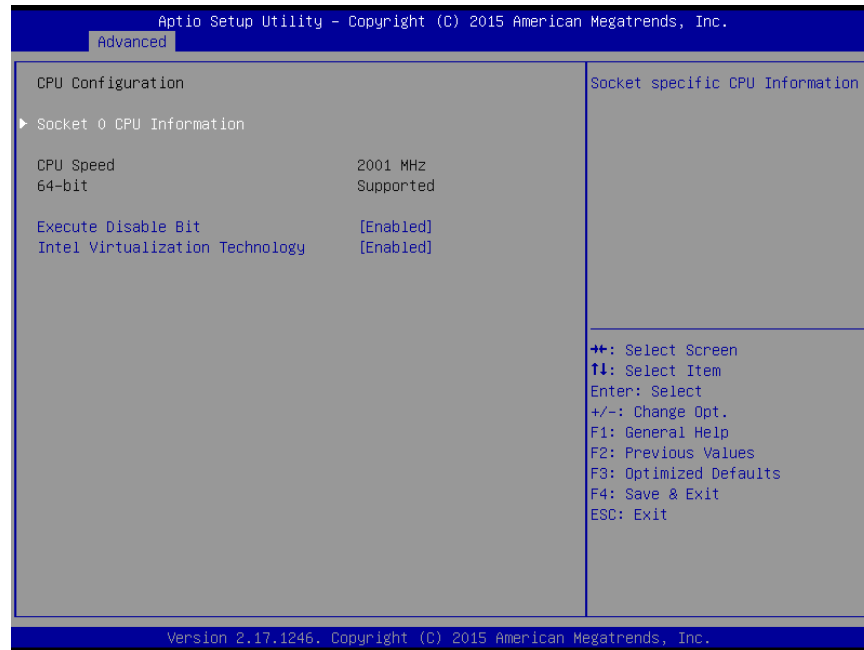 Aptio Setup Utility – Copyright (C) 2015 American Megatrends, Inc.
Advanced
CPU Configuration
Socket 0 CPU Information
CPU Speed 2001 MHz
64-bit Supported
Execute Disable Bit [Enabled]
Intel Virtualization Technology [Enabled]
Socket specific CPU Information
→←: Select Screen
↑↓: Select Item
Enter: Select
+/-: Change Opt.
F1: General Help
F2: Previous Values
F3: Optimized Defaults
F4: Save & Exit
ESC: Exit
Version 2.17.1246. Copyright (C) 2015 American Megatrends, Inc.